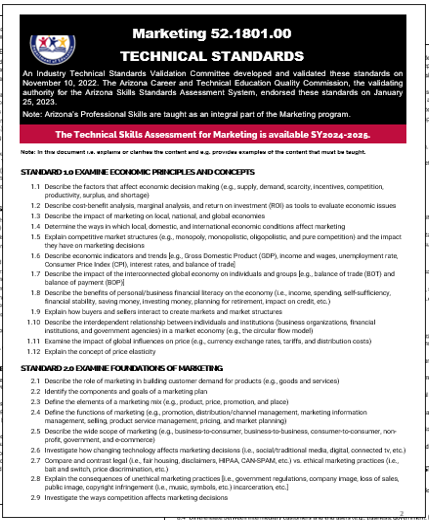 Marketing 52.1801.00
TECHNICAL STANDARDS
An Industry Technical Standards Validation Committee developed and validated these standards on
November 10, 2022. The Arizona Career and Technical Education Quality Commission, the validating
authority for the Arizona Skills Standards Assessment System, endorsed these standards on January
25, 2023.
Note: Arizona's Professional Skills are taught as an integral part of the Marketing program.
The Technical Skills Assessment for Marketing is available SY2024-2025.
Note: In this document i.e. explains or clarifies the content and e.g. provides examples of the content that must be taught.
STANDARD 1.0 EXAMINE ECONOMIC PRINCIPLES AND CONCEPTS
1.1 Describe the factors that affect economic decision making (e.g., supply, demand, scarcity, incentives, competition,
productivity, surplus, and shortage)
1.2 Describe cost-benefit analysis, marginal analysis, and return on investment (ROI) as tools to evaluate economic issues
1.3 Describe the impact of marketing on local, national, and global economies
1.4 Determine the ways in which local, domestic, and international economic conditions affect marketing
1.5 Explain competitive market structures (e.g., monopoly, monopolistic, oligopolistic, and pure competition) and the impact
they have on marketing decisions
1.6 Examine economic indicators and trends [e.g., Gross Domestic Product (GDP), income and wages, unemployment rate,
Consumer Price Index (CPI), interest rates, and balance of trade]
1.7 Describe the impact of the interconnected global economy on individuals and groups [e.g., balance of trade (BOT) and
balance of payment (BOP)]
1.8 Describe the benefits of personal/business financial literacy on the economy (i.e., income, spending, self-sufficiency,
financial stability, saving money, investing money, planning for retirement, impact on credit, etc.)
1.9 Explain how buyers and sellers interact to create markets and market structures
1.10 Describe the interdependent relationship between individuals and institutions (business organizations, financial
institutions, and government agencies) in a market economy (e.g., the circular flow model)
1.11 Examine the impact of global influences on price (e.g., currency exchange rates, tariffs, and distribution costs)
1.12 Explain the concept of price elasticity
STANDARD 2.0 EXAMINE FOUNDATIONS OF MARKETING
2.1 Describe the role of marketing in building customer demand for products (e.g., goods and services)
2.2 Identify the components and goals of a marketing plan
2.3 Define the elements of a marketing mix (e.g., product, price, promotion, and place)
2.4 Define the functions of marketing (e.g., promotion, distribution/channel management, marketing information
management, selling, product service management, pricing, and market planning)
2.5 Describe the wide scope of marketing (e.g., business-to-consumer, business-to-business, consumer-to-consumer, non-
profit, government, and e-commerce)
2.6 Investigate how changing technology affects marketing decisions (i.e., social/traditional media, digital, connected tv, etc.)
2.7 Compare and contrast legal (i.e., fair housing, disclaimers, HIPAA, CAN-SPAM, etc.) vs. ethical marketing practices (i.e.,
bait and switch, price discrimination, etc.)
2.8 Explain the consequences of unethical marketing practices [i.e., government regulations, company image, loss of sales,
public image, copyright infringement (i.e., music, symbols, etc.) incarceration, etc.]
2.9 Investigate the ways competition affects marketing decisions
2